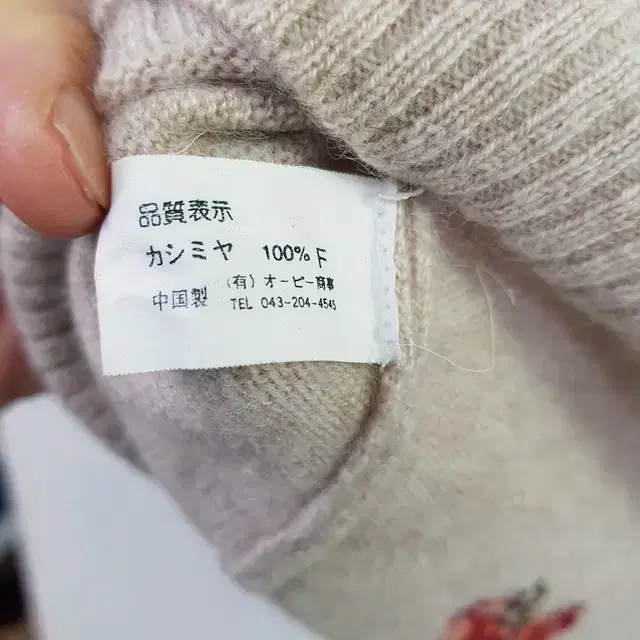 品質表示
カシミヤ 100% F
(有) オーピー商事
中国製 TEL 043-204-4545